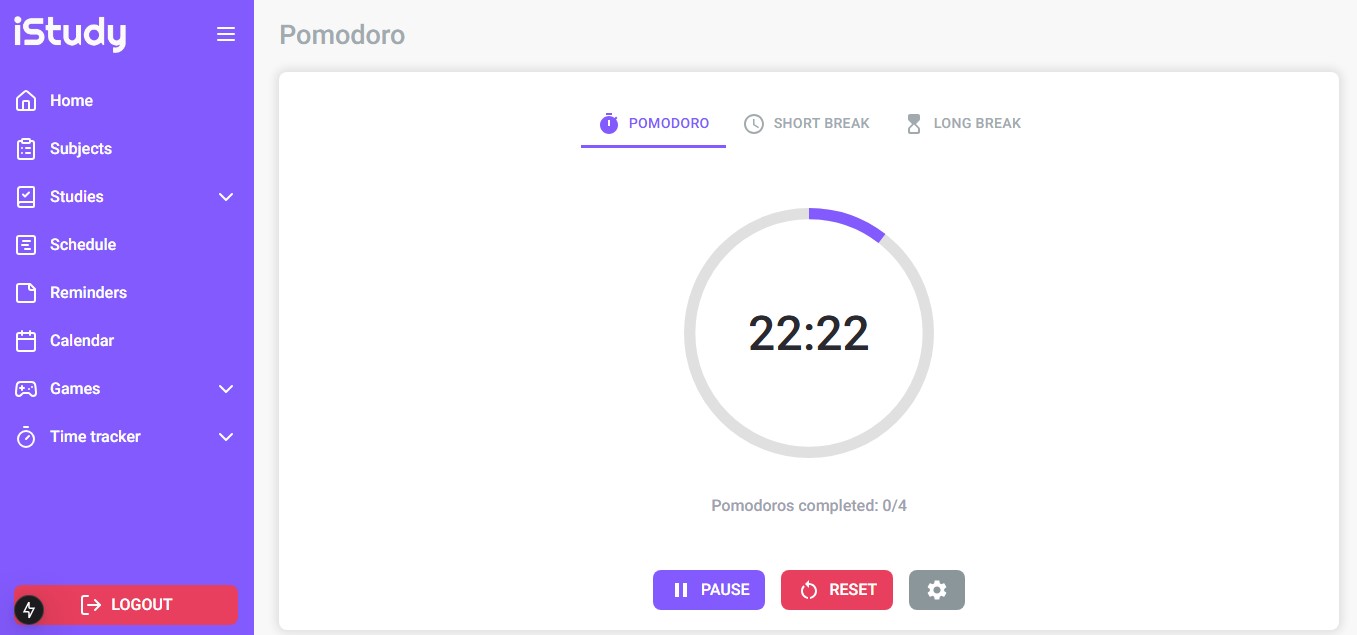 iStudy
Home
Subjects
Studies
Schedule
Reminders
Calendar
Games
Time tracker
LOGOUT
Pomodoro
POMODORO SHORT BREAK LONG BREAK
22:22
Pomodoros completed: 0/4
PAUSE RESET